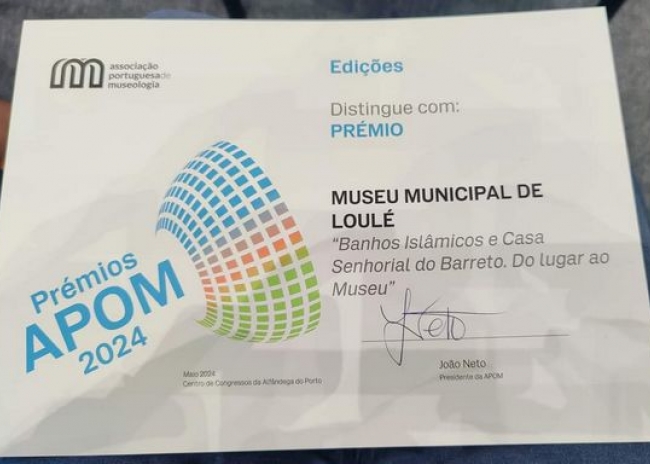 associação
portuguesa de
museologia
Edições
Distingue com:
PRÉMIO
MUSEU MUNICIPAL DE
LOULÉ
“Banhos Islâmicos e Casa
Senhorial do Barreto. Do lugar ao
Museu”
Prémios
APOM
2024
João Neto
Presidente da APOM
Maio 2024
Centro de Congressos da Alfândega do Porto